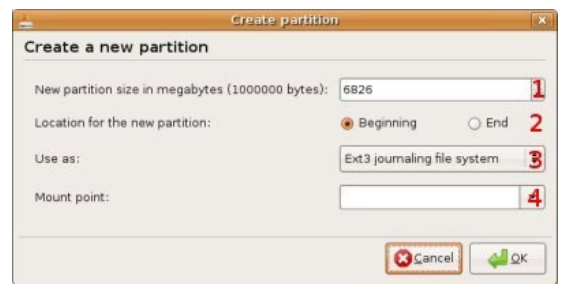 Create partition
Create a new partition
New partition size in megabytes (1000000 bytes): 6826 1
Location for the new partition: Beginning End 2
Use as: Ext3 journaling file system 3
Mount point: 4
Cancel OK